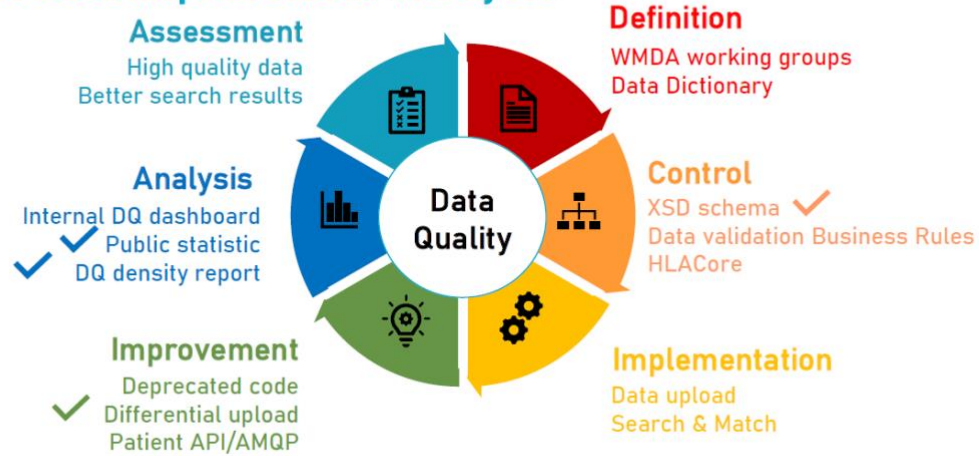 Assessment
High quality data
Better search results
Definition
WMDA working groups
Data Dictionary
Analysis
Internal DQ dashboard
Public statistic
DQ density report
Data
Quality
Control
XSD schema
Data validation Business Rules
HLACore
Improvement
Deprecated code
Differential upload
Patient API/AMQP
Implementation
Data upload
Search & Match